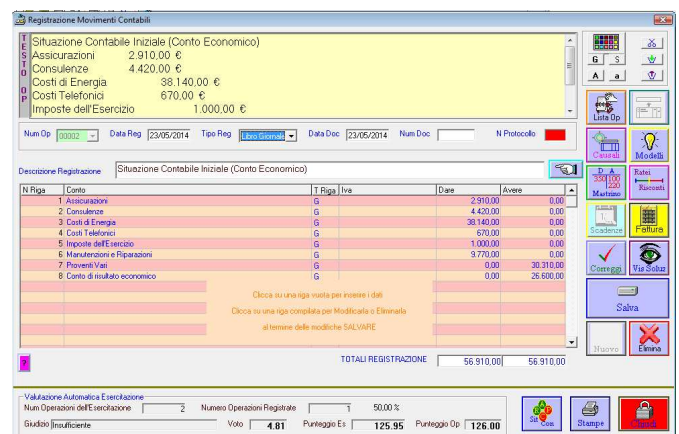 Registrazione Movimenti Contabili
TESTO OP
Situazione Contabile Iniziale (Conto Economico)
Assicurazioni 2.910,00 €
Consulenze 4.420,00 €
Costi di Energia 38.140,00 €
Costi Telefonici 670,00 €
Imposte dell'Esercizio 1.000,00 €
G S
A a
Lista Op
Num Op 00002 Data Reg 23/05/2014 Tipo Reg Libro Giornale Data Doc 23/05/2014 Num Doc N Protocollo
Causali Modelli
Descrizione Registrazione Situazione Contabile Iniziale (Conto Economico)
D A
350 100
220
Mastrino
Ratei
Risconti
N Riga Conto T Riga Iva Dare Avere
1 Assicurazioni G 2.910,00 0,00
2 Consulenze G 4.420,00 0,00
3 Costi di Energia G 38.140,00 0,00
4 Costi Telefonici G 670,00 0,00
5 Imposte dell'Esercizio G 1.000,00 0,00
6 Manutenzioni e Riparazioni G 9.770,00 0,00
7 Proventi Vari G 0,00 30.310,00
8 Conto di risultato economico G 0,00 26.600,00
Scadenze Fattura
Correggi Vis Soluz
Clicca su una riga vuota per inserire i dati
Clicca su una riga compilata per Modificarla o Eliminarla
al termine delle modifiche SALVARE
Salva
Nuovo Elimina
? TOTALI REGISTRAZIONE 56.910,00 56.910,00
Valutazione Automatica Esercitazione
Num Operazioni dell'Esercitazione 2 Numero Operazioni Registrate 1 50,00 %
Giudizio Insufficiente Voto 4.81 Punteggio Es 125.95 Punteggio Op 126.00
Sit Con
Stampe
Chiudi